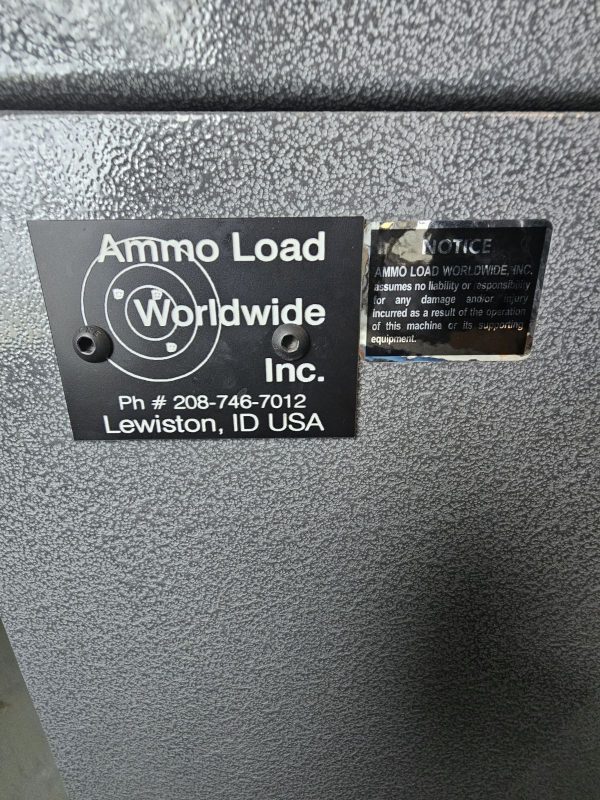 Ammo Load
Worldwide
Inc.
Ph # 208-746-7012
Lewiston, ID USA
NOTICE
AMMO LOAD WORLDWIDE, INC.
assumes no liability or responsibility
for any damage and/or injury
incurred as a result of the operation
of this machine or its supporting
equipment.